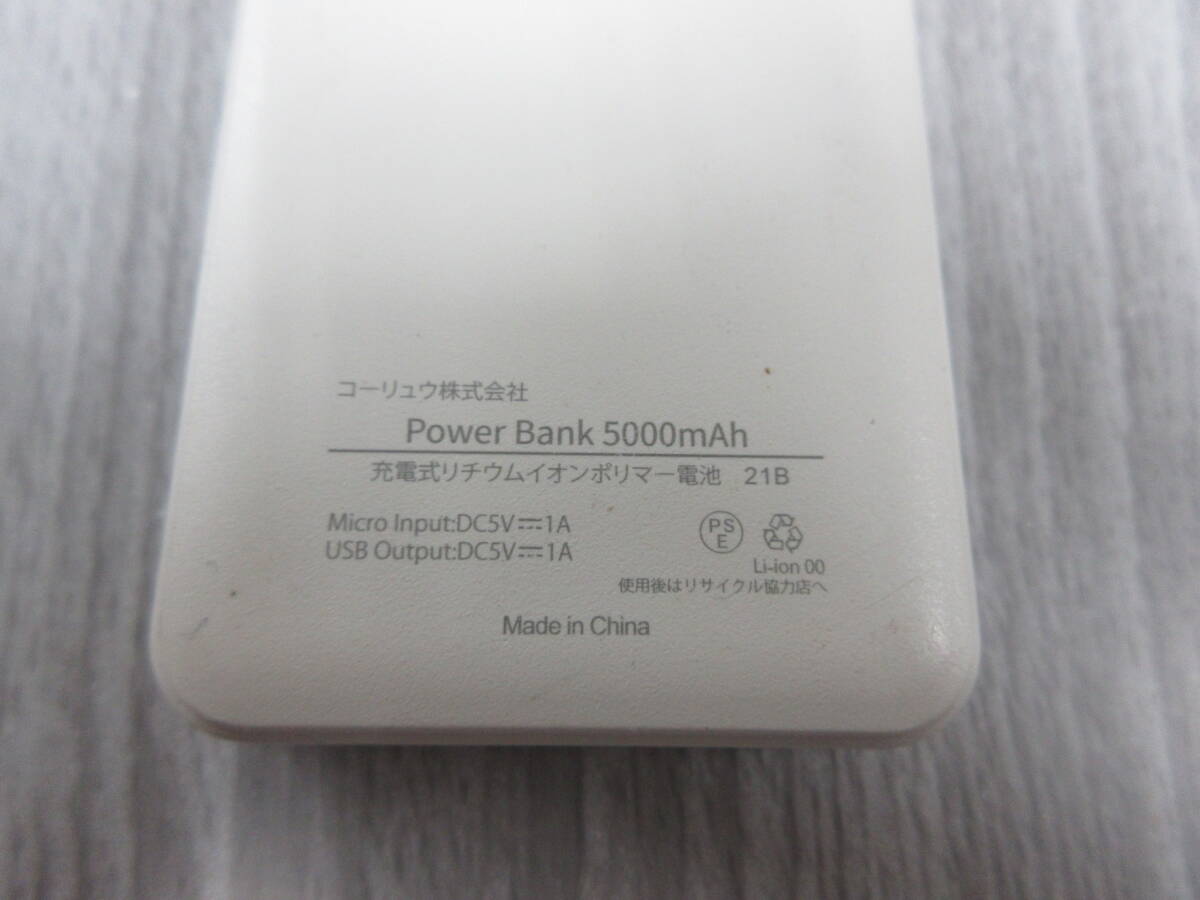 コーリュウ株式会社
Power Bank 5000mAh
充電式リチウムイオンポリマー電池 21B
Micro Input:DC5V⎓1A
USB Output:DC5V⎓1A
PS
E
Li-ion 00
使用後はリサイクル協力店へ
Made in China